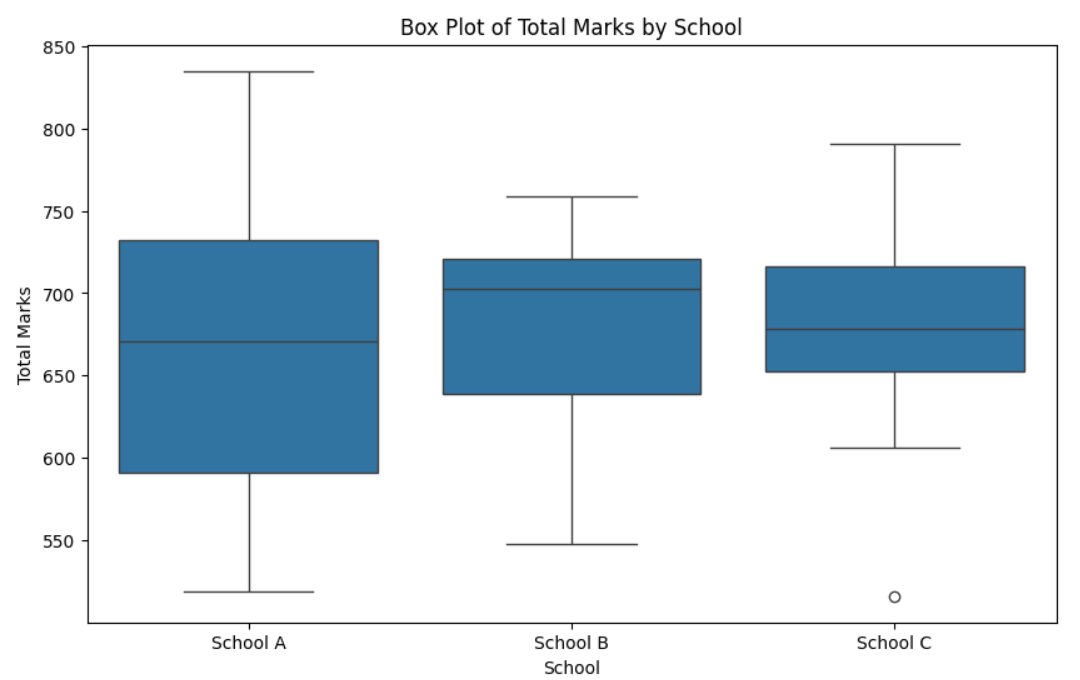 Box Plot of Total Marks by School
850
800
750
700
650
600
550
Total Marks
School A
School B
School C
School